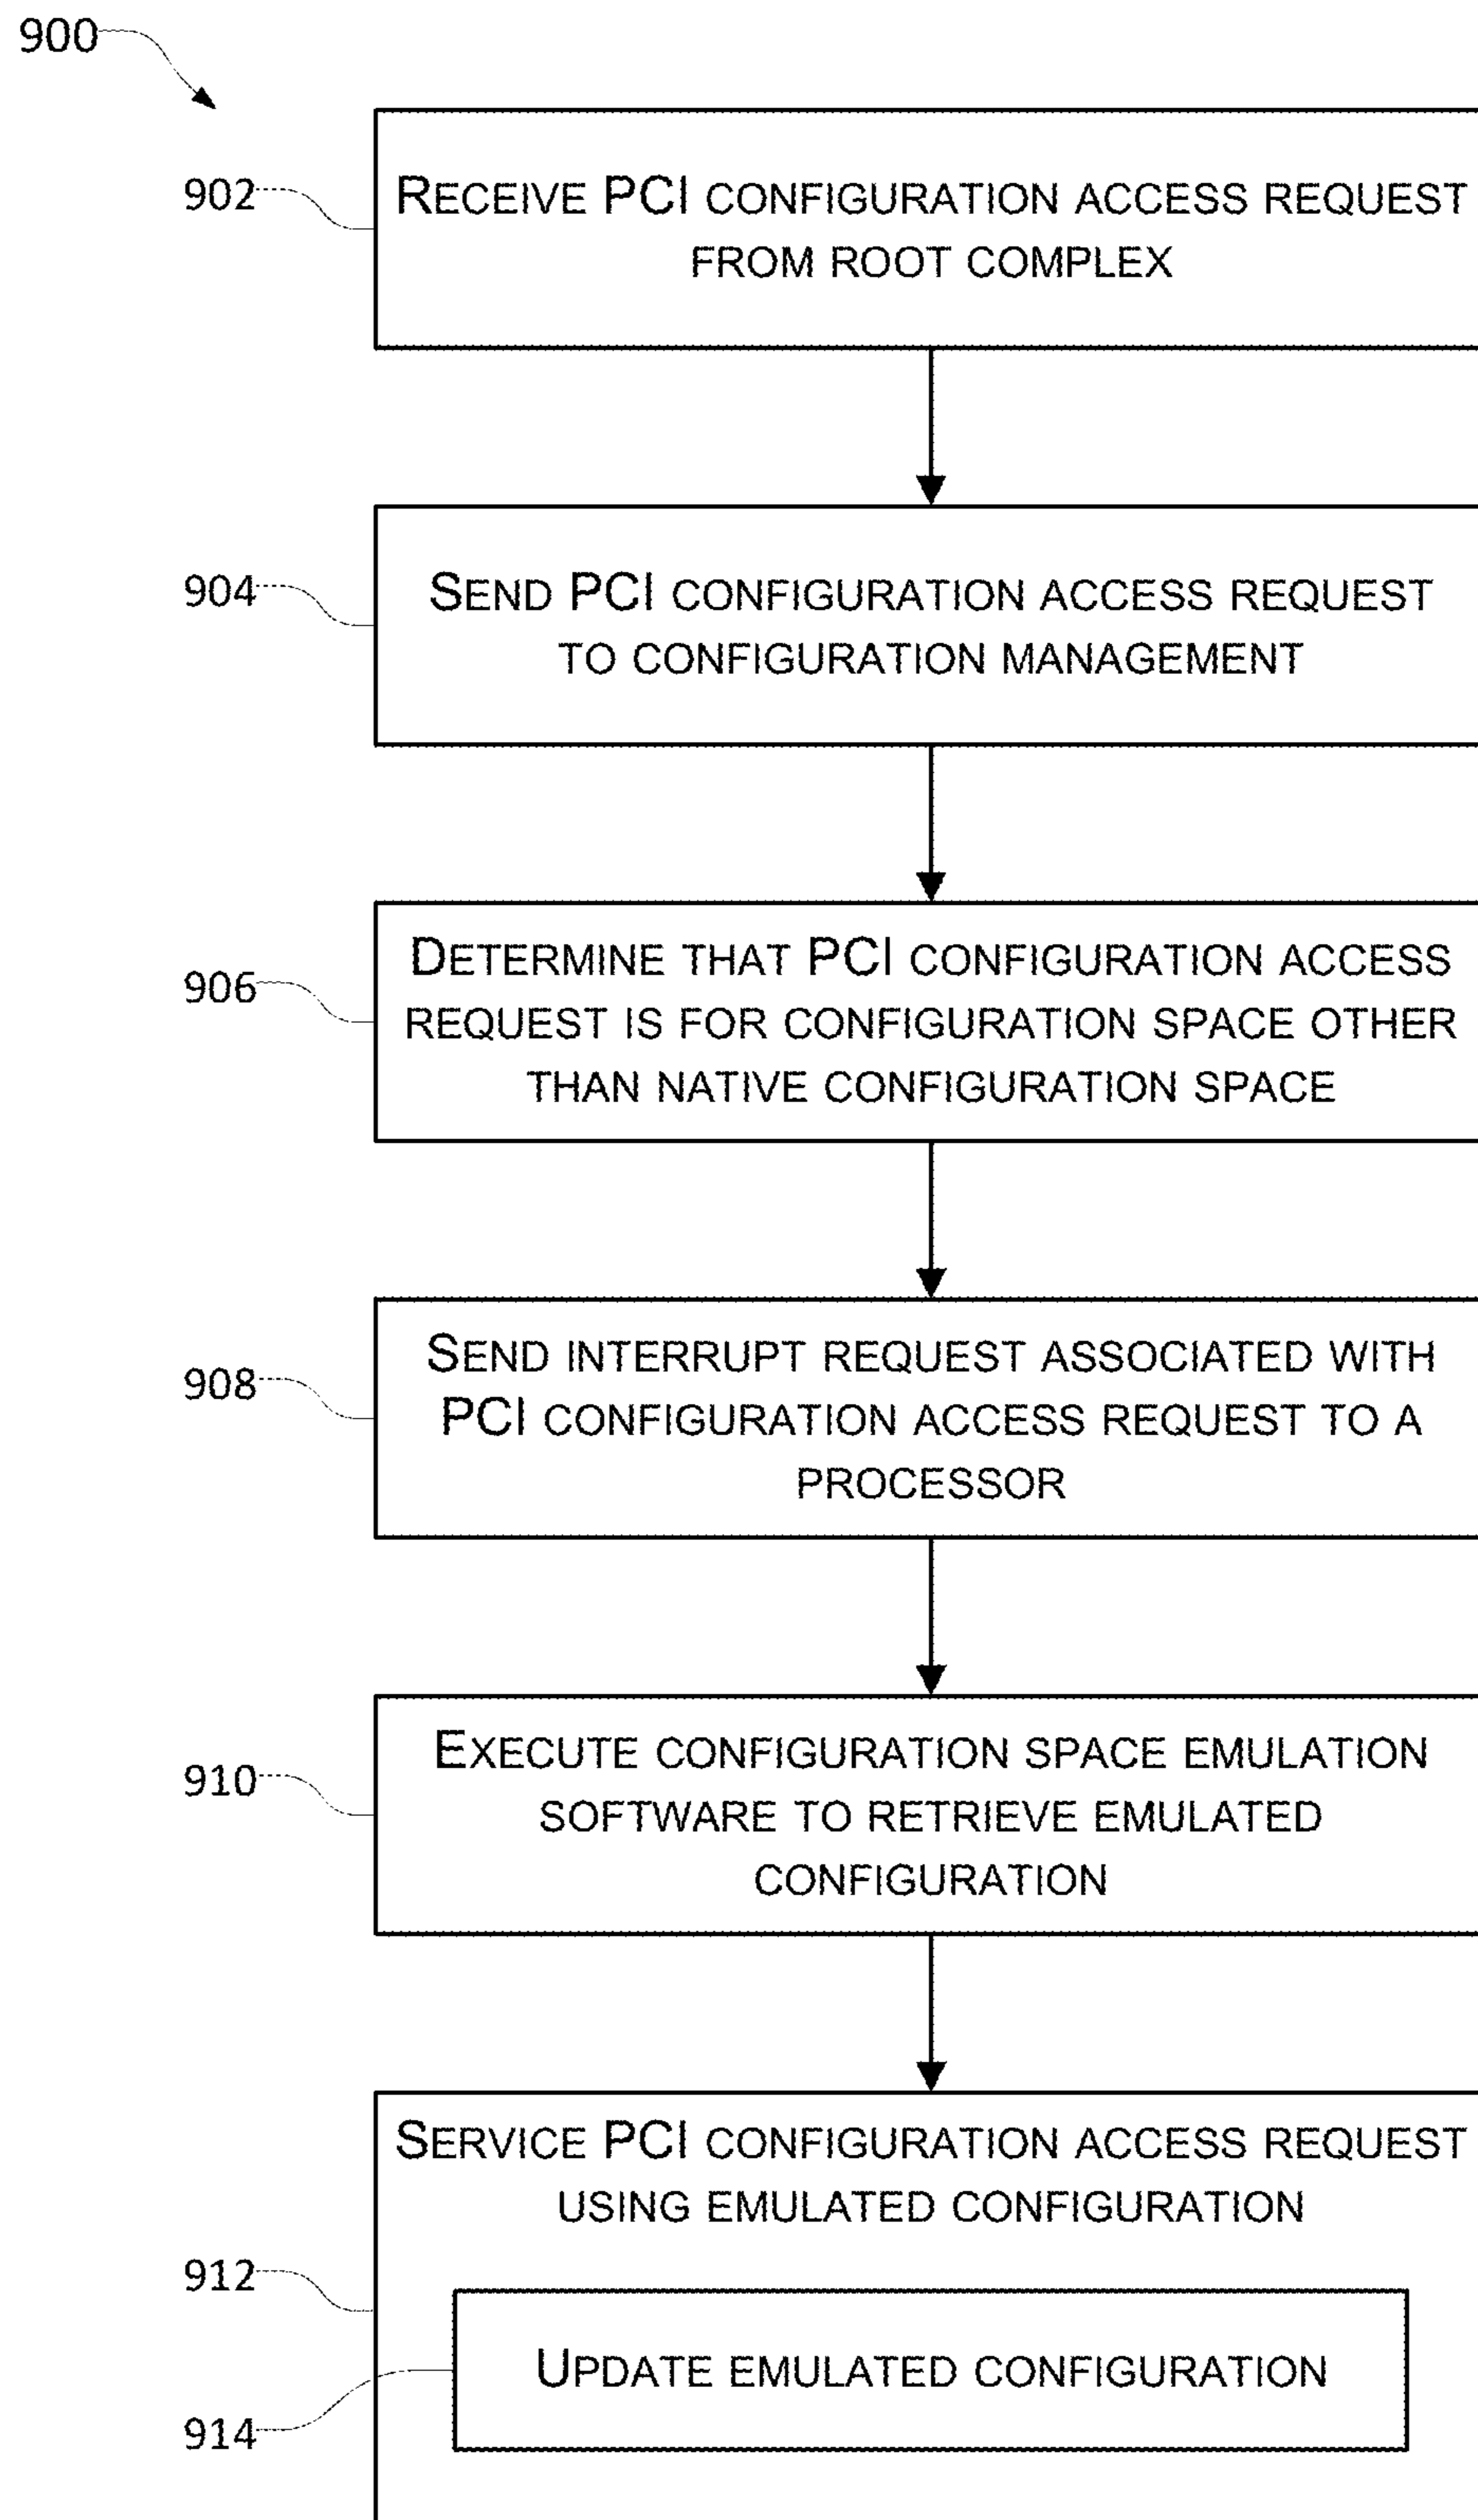 900
902
RECEIVE PCI CONFIGURATION ACCESS REQUEST
FROM ROOT COMPLEX
904
SEND PCI CONFIGURATION ACCESS REQUEST
TO CONFIGURATION MANAGEMENT
906
DETERMINE THAT PCI CONFIGURATION ACCESS
REQUEST IS FOR CONFIGURATION SPACE OTHER
THAN NATIVE CONFIGURATION SPACE
908
SEND INTERRUPT REQUEST ASSOCIATED WITH
PCI CONFIGURATION ACCESS REQUEST TO A
PROCESSOR
910
EXECUTE CONFIGURATION SPACE EMULATION
SOFTWARE TO RETRIEVE EMULATED
CONFIGURATION
912
SERVICE PCI CONFIGURATION ACCESS REQUEST
USING EMULATED CONFIGURATION
914
UPDATE EMULATED CONFIGURATION